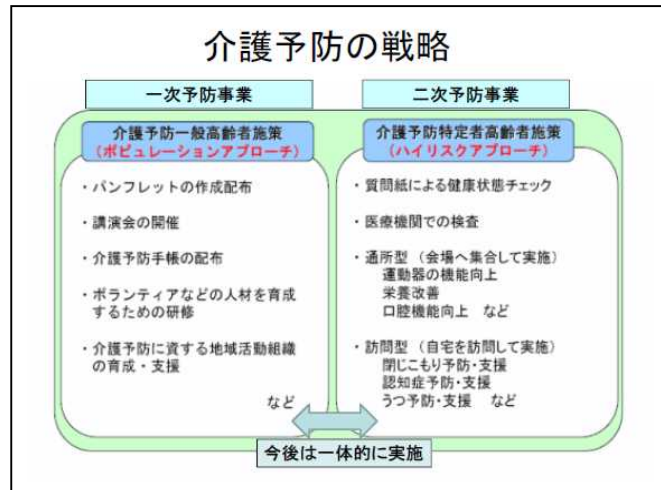 介護予防の戦略
一次予防事業
介護予防一般高齢者施策
(ポピュレーションアプローチ)
・パンフレットの作成配布
・講演会の開催
・介護予防手帳の配布
・ボランティアなどの人材を育成
するための研修
・介護予防に資する地域活動組織
の育成・支援
など
二次予防事業
介護予防特定者高齢者施策
(ハイリスクアプローチ)
・質問紙による健康状態チェック
・医療機関での検査
・通所型 (会場へ集合して実施)
運動器の機能向上
栄養改善
口腔機能向上 など
・訪問型 (自宅を訪問して実施)
閉じこもり予防・支援
認知症予防・支援
うつ予防・支援 など
今後は一体的に実施